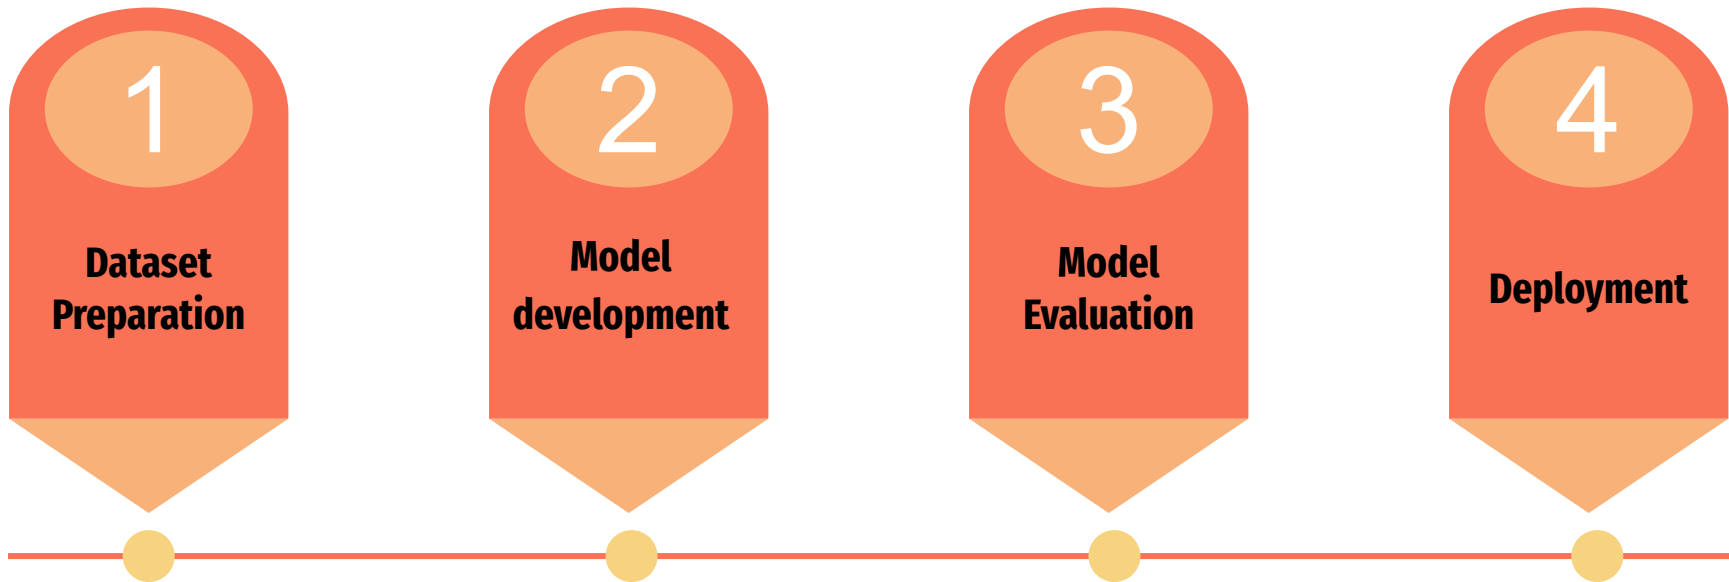 1
Dataset
Preparation
2
Model
development
3
Model
Evaluation
4
Deployment